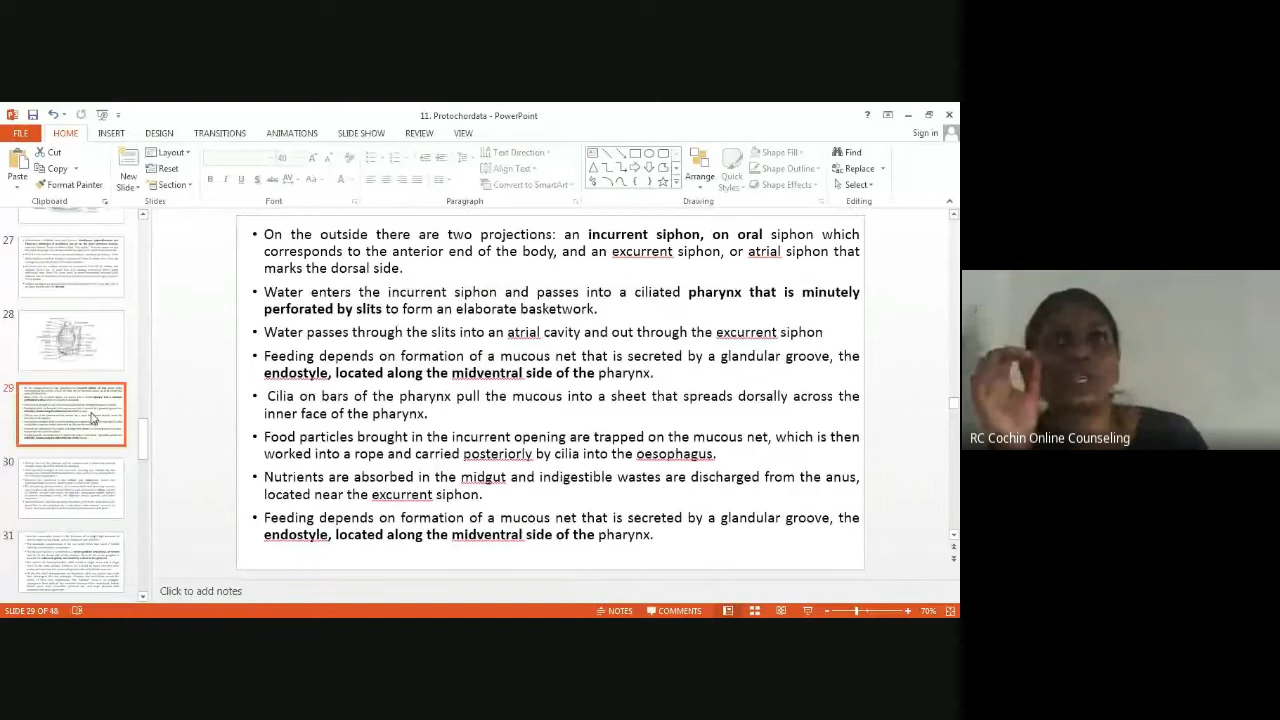 11. Protochordata - PowerPoint
Sign in
FILE HOME INSERT DESIGN TRANSITIONS ANIMATIONS SLIDE SHOW REVIEW VIEW
Paste
Cut
Copy
Format Painter
Clipboard
New
Slide
Layout
Reset
Section
Slides
40
Font
Text Direction
Align Text
Convert to SmartArt
Paragraph
Arrange
Quick
Styles
Shape Fill
Shape Outline
Shape Effects
Drawing
Find
Replace
Select
Editing
27
28
29
31
• On the outside there are two projections: an incurrent siphon, on oral siphon which
corresponds to the anterior end of the body and an excurrent siphon, or atrial siphon that
marks the dorsal side.
• Water enters the incurrent siphon and passes into a ciliated pharynx that is minutely
perforated by slits to form an elaborate basketwork.
• Water passes through the slits into an atrial cavity and out through the excurrent siphon
• Feeding depends on formation of a mucous net that is secreted by a glandular groove, the
endostyle, located along the midventral side of the pharynx.
• Cilia on bars of the pharynx pull the mucus into a sheet that spreads dorsally across the
inner face of the pharynx.
• Food particles brought in the incurrent opening are trapped on the mucous net, which is then
worked into a rope and carried posteriorly by cilia into the oesophagus.
• Nutrients are absorbed in the midgut and indigestible wastes are discharged from the anus,
located near the excurrent siphon.
• Feeding depends on formation of a mucous net that is secreted by a glandular groove, the
endostyle, located along the midventral side of the pharynx.
Click to add notes
SLIDE 29 OF 48
NOTES
COMMENTS
70%
RC Cochin Online Counseling